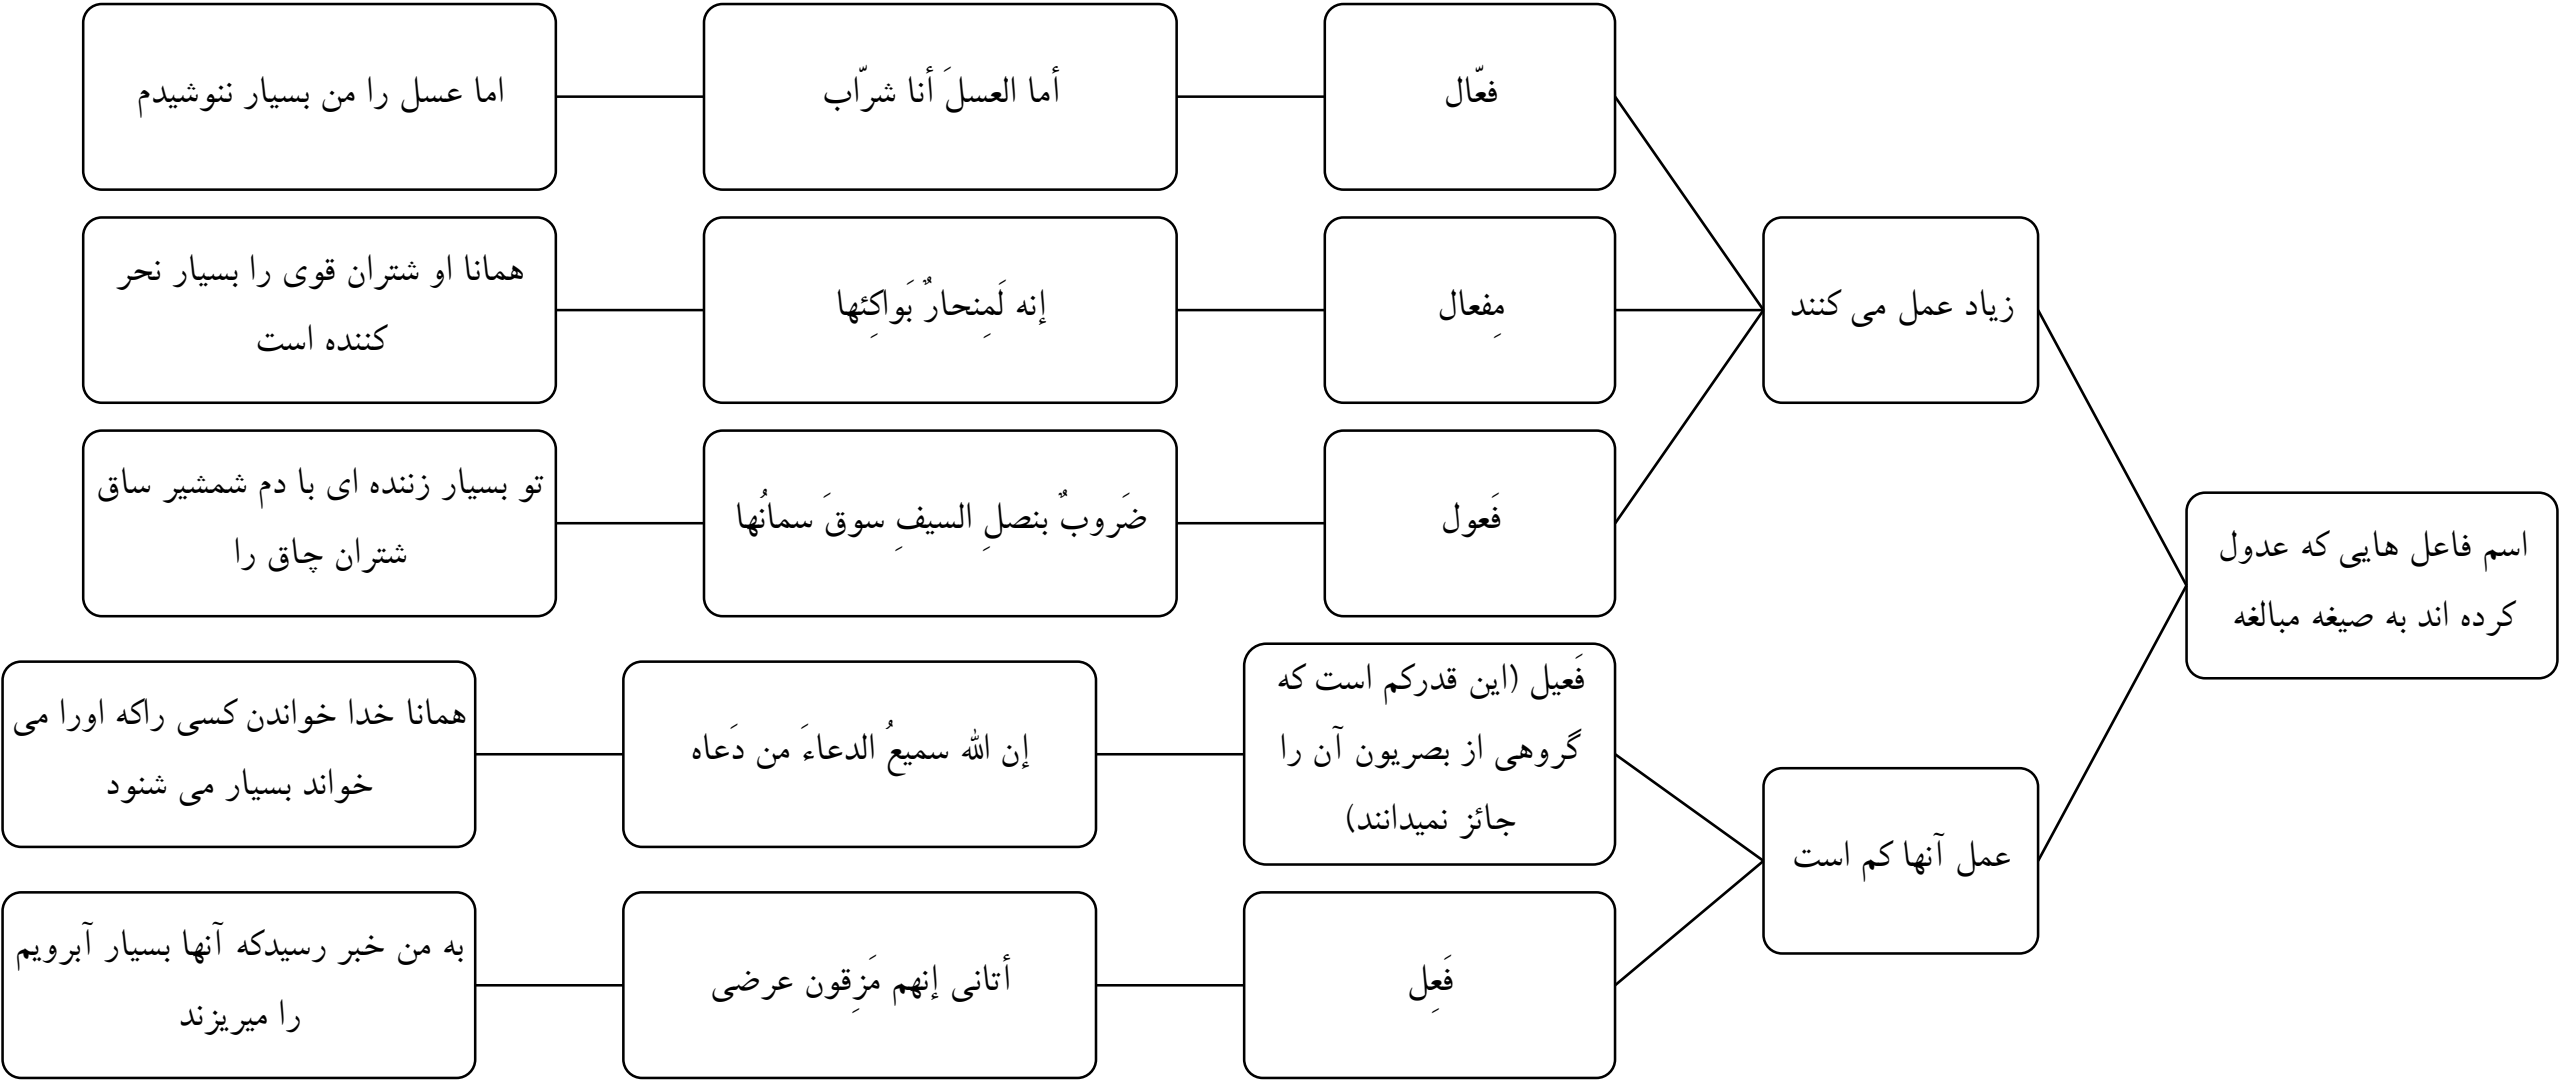 اسم فاعل هایی که عدول
کرده اند به صیغه مبالغه
زیاد عمل می کنند
فعّال
أما العسلَ أنا شرّاب
اما عسل را من بسیار ننوشیدم
مِفعال
إنه لَمِنحارٌ بَواكِئها
همانا او شتران قوی را بسیار نحر
کننده است
فَعول
ضَروبٌ بنصلِ السیفِ سوقَ سمانُها
تو بسیار زننده ای با دم شمشیر ساق
شتران چاق را
عمل آنها کم است
فَعیل (این قدرکم است که
گروهی از بصریون آن را
جائز نمیدانند)
إن الله سمیعُ الدعاءَ من دَعاه
همانا خدا خواندن کسی راکه اورا می
خواند بسیار می شنود
فَعِل
أتانی إنهم مَزِقون عرضی
به من خبر رسیدکه آنها بسیار آبرویم
را میریزند